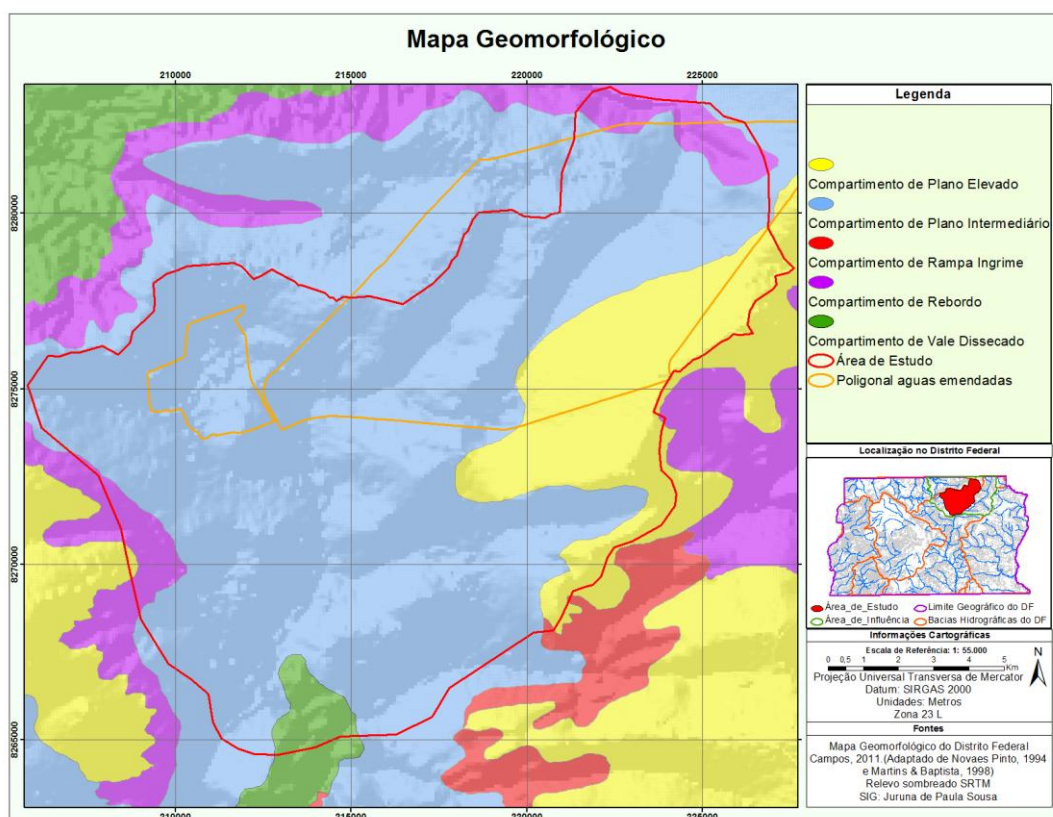 Mapa Geomorfológico
210000 215000 220000 225000
8280000
8275000
8270000
8265000
210000 215000 220000 225000
Legenda
Compartimento de Plano Elevado
Compartimento de Plano Intermediário
Compartimento de Rampa Ingrime
Compartimento de Rebordo
Compartimento de Vale Dissecado
Área de Estudo
Poligonal aguas emendadas
Localização no Distrito Federal
Área_de_Estudo Limite Geográfico do DF
Área_de_Influência Bacias Hidrográficas do DF
Informações Cartográficas
Escala de Referência: 1: 55.000
N
0 0,5 1 2 3 4 5
Km
Projeção Universal Transversa de Mercator
Datum: SIRGAS 2000
Unidades: Metros
Zona 23 L
Fontes
Mapa Geomorfológico do Distrito Federal
Campos, 2011.(Adaptado de Novaes Pinto, 1994
e Martins & Baptista, 1998)
Relevo sombreado SRTM
SIG: Juruna de Paula Sousa